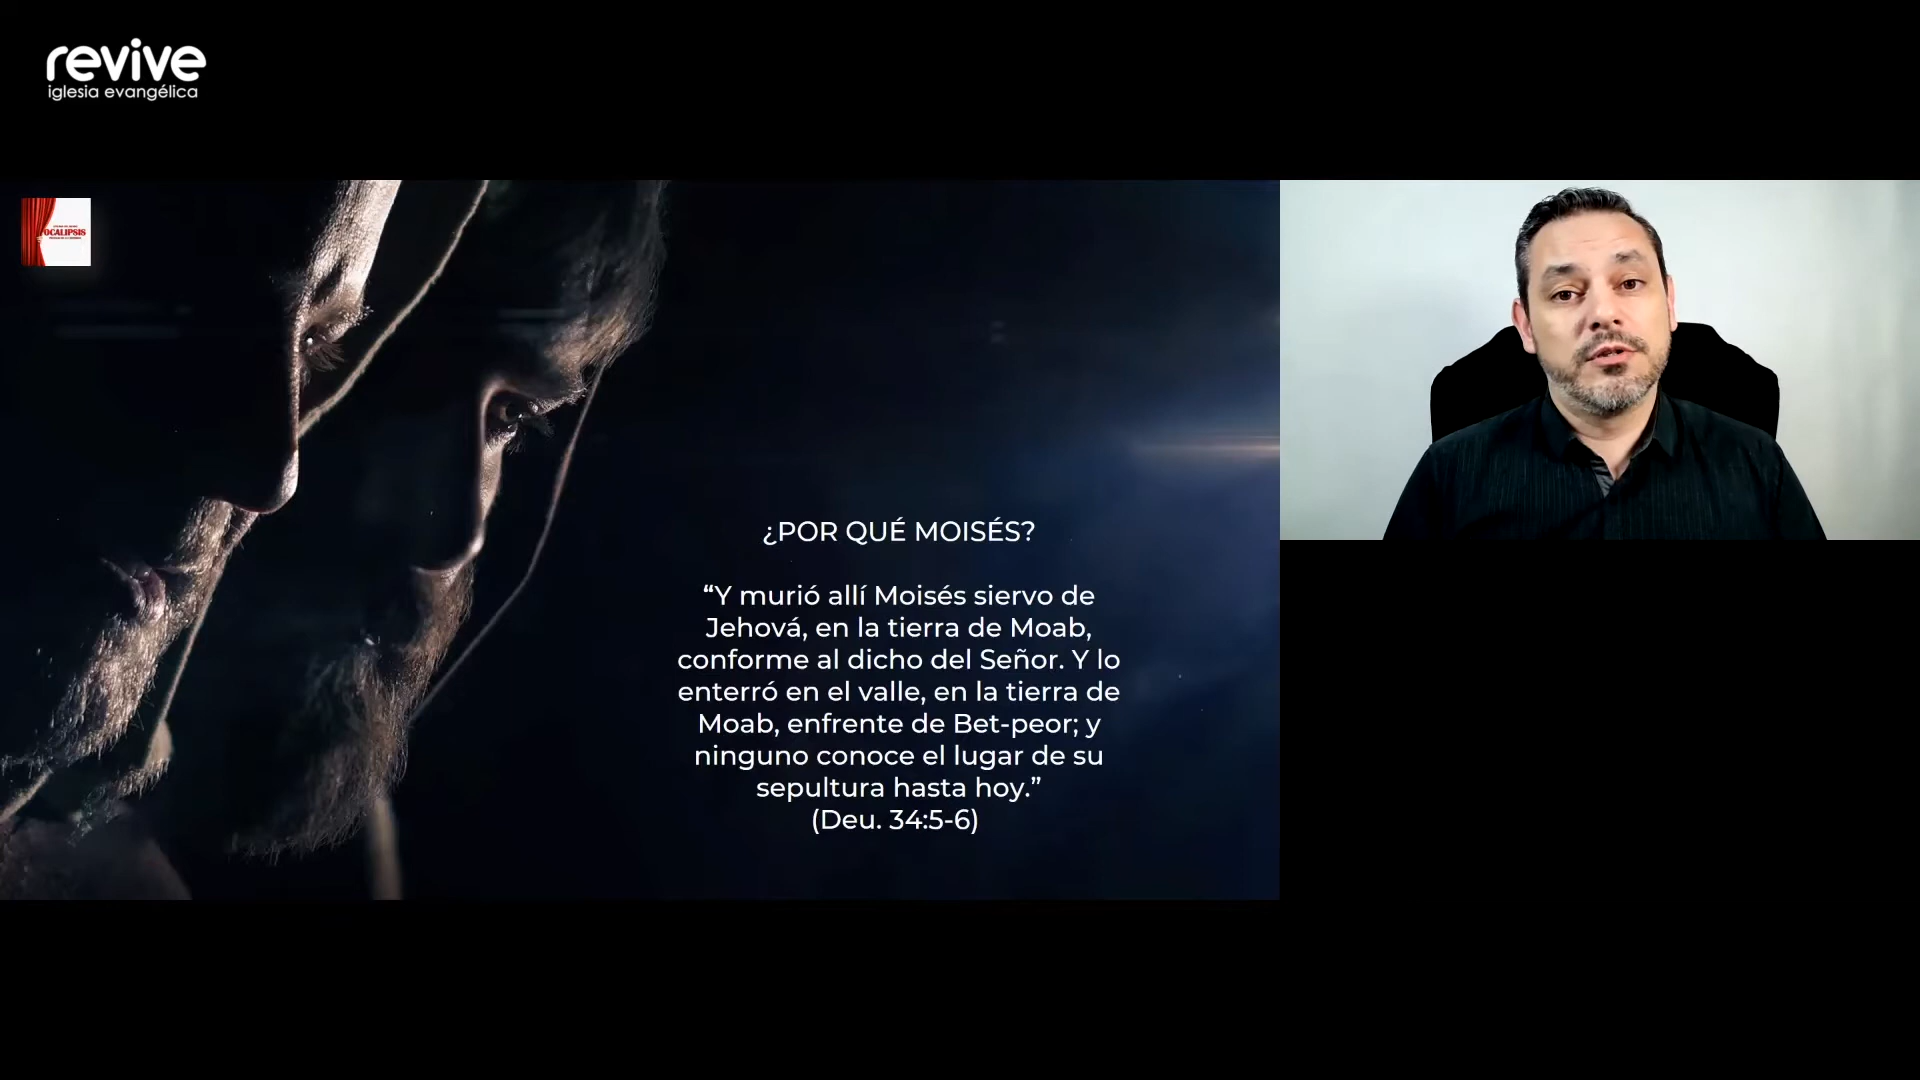 revive
iglesia evangélica
OCALIPSIS
¿POR QUÉ MOISÉS?
“Y murió allí Moisés siervo de
Jehová, en la tierra de Moab,
conforme al dicho del Señor. Y lo
enterró en el valle, en la tierra de
Moab, enfrente de Bet-peor; y
ninguno conoce el lugar de su
sepultura hasta hoy.”
(Deu. 34:5-6)